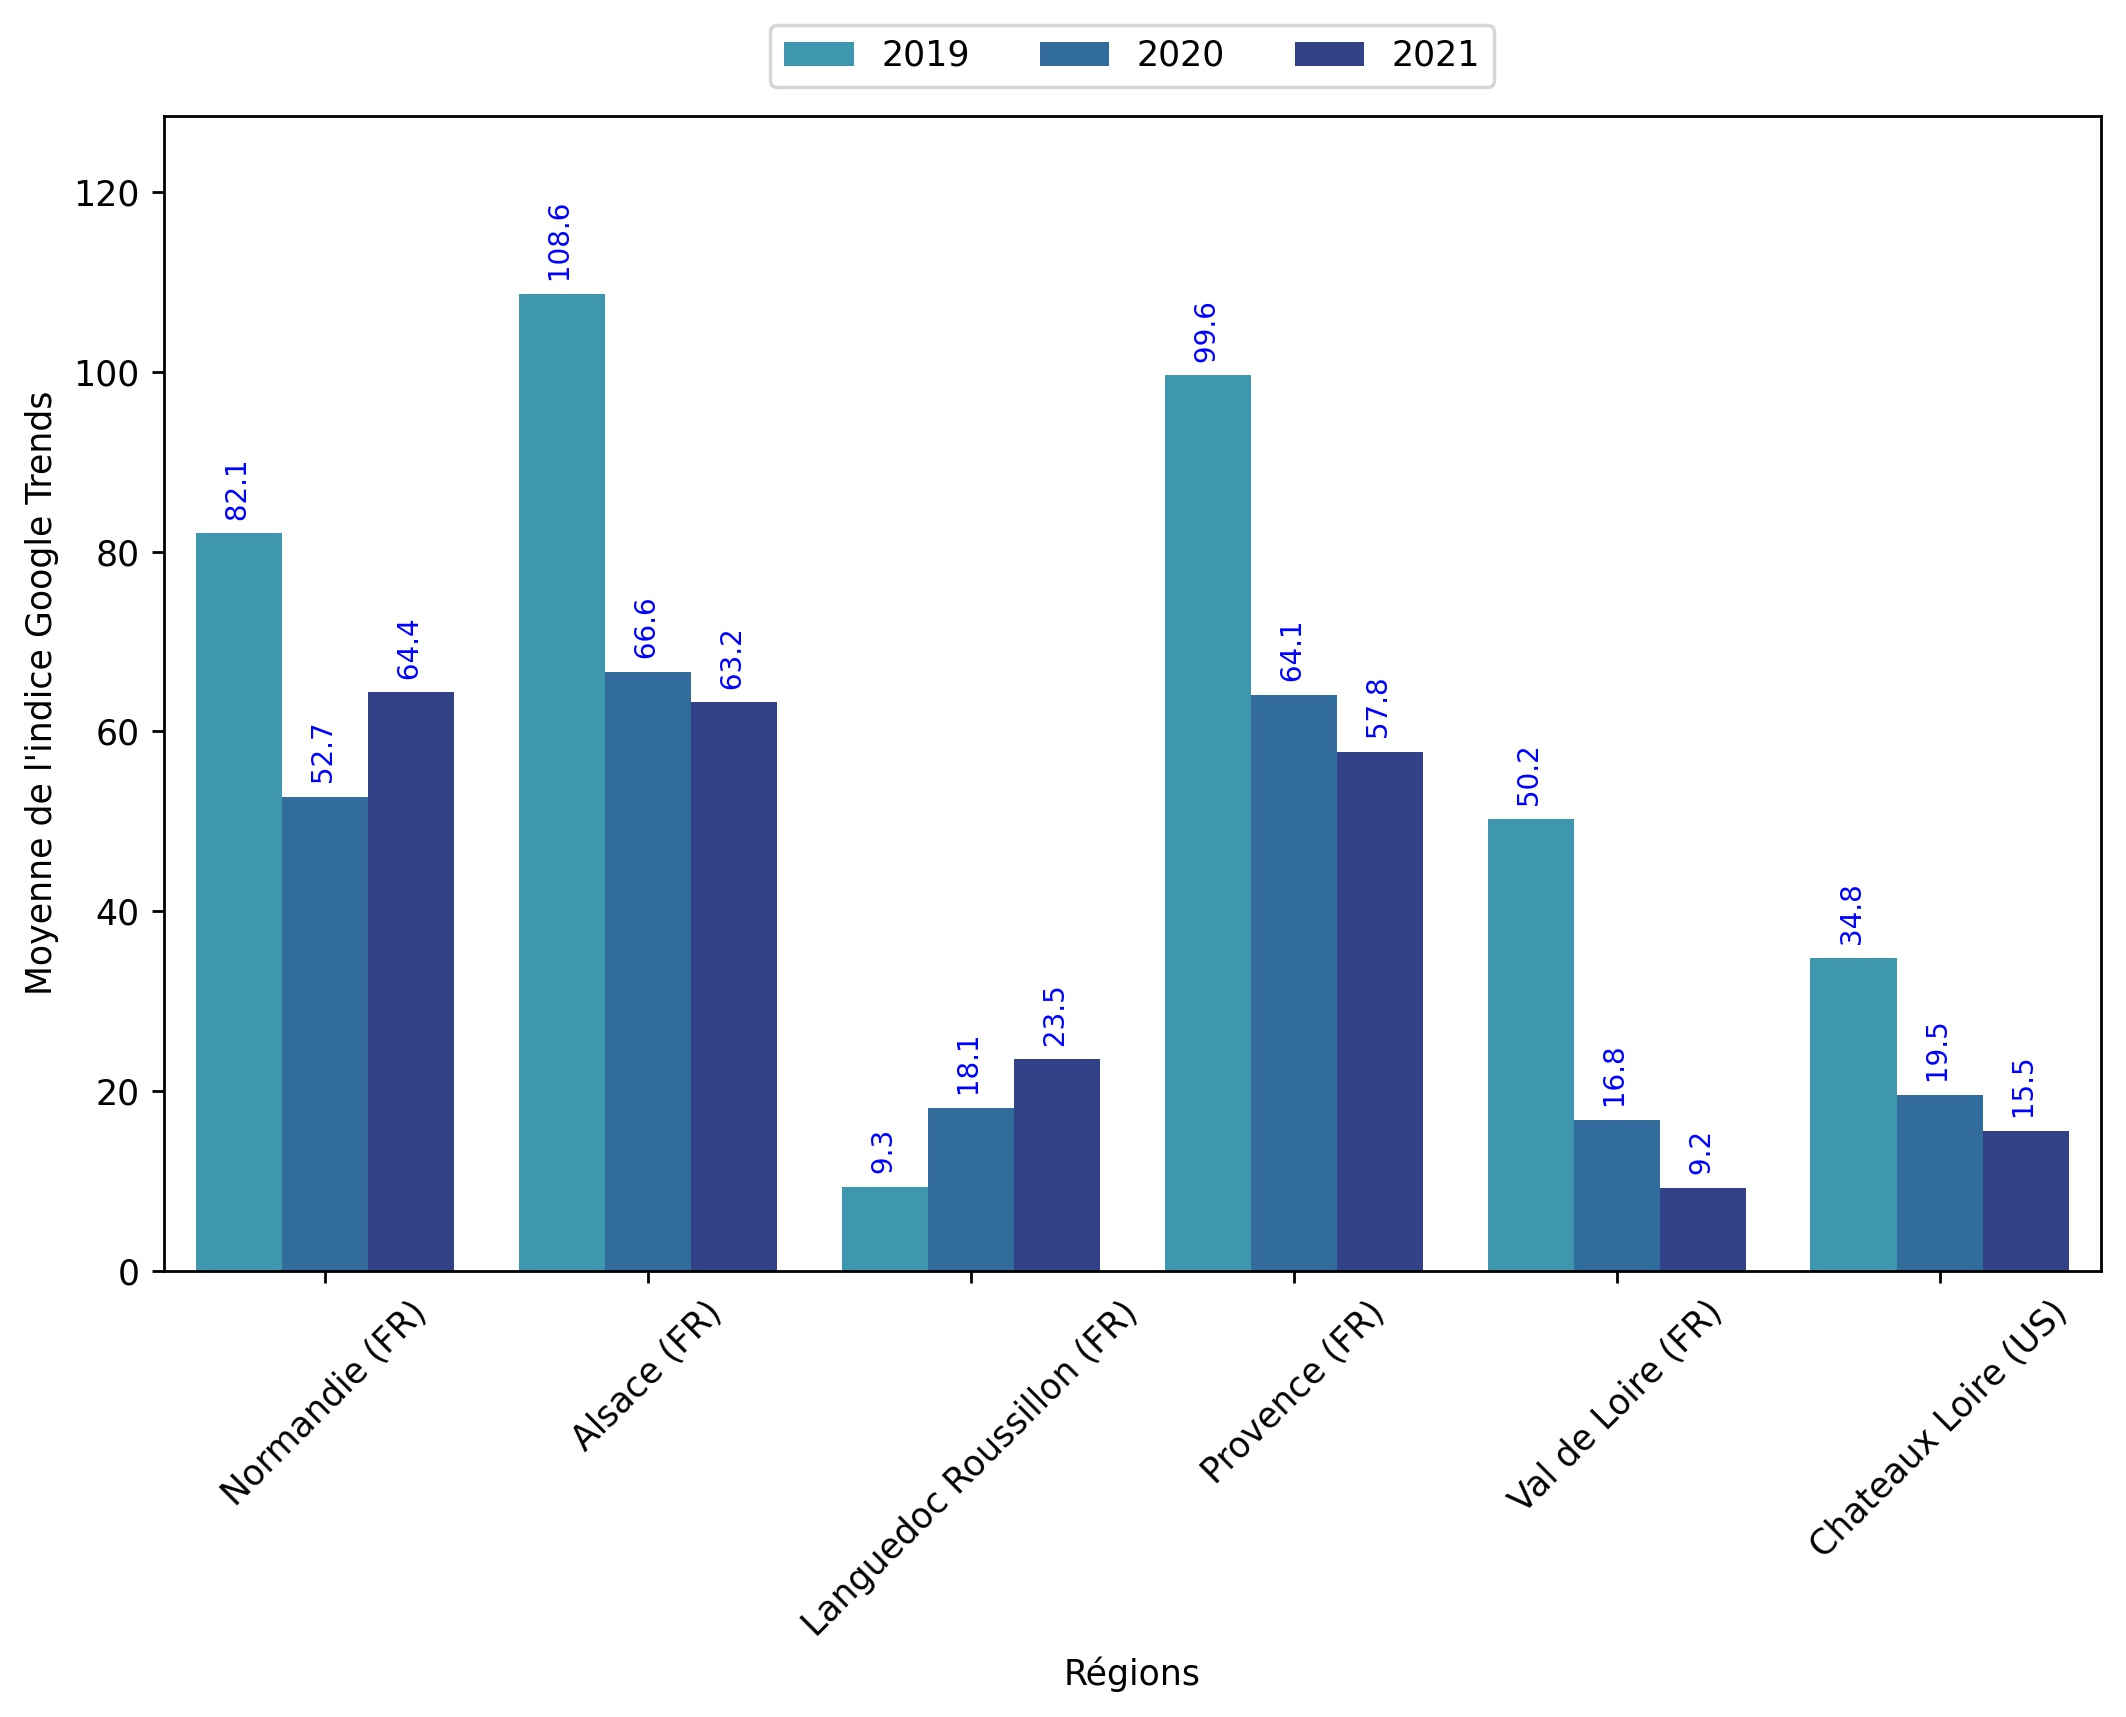 2019 2020 2021
Moyenne de l'indice Google Trends
120
100
80
60
40
20
0
82.1 52.7 64.4
108.6 66.6 63.2
9.3 18.1 23.5
99.6 64.1 57.8
50.2 16.8 9.2
34.8 19.5 15.5
Normandie (FR)
Alsace (FR)
Languedoc Roussillon (FR)
Provence (FR)
Val de Loire (FR)
Chateaux Loire (US)
Régions